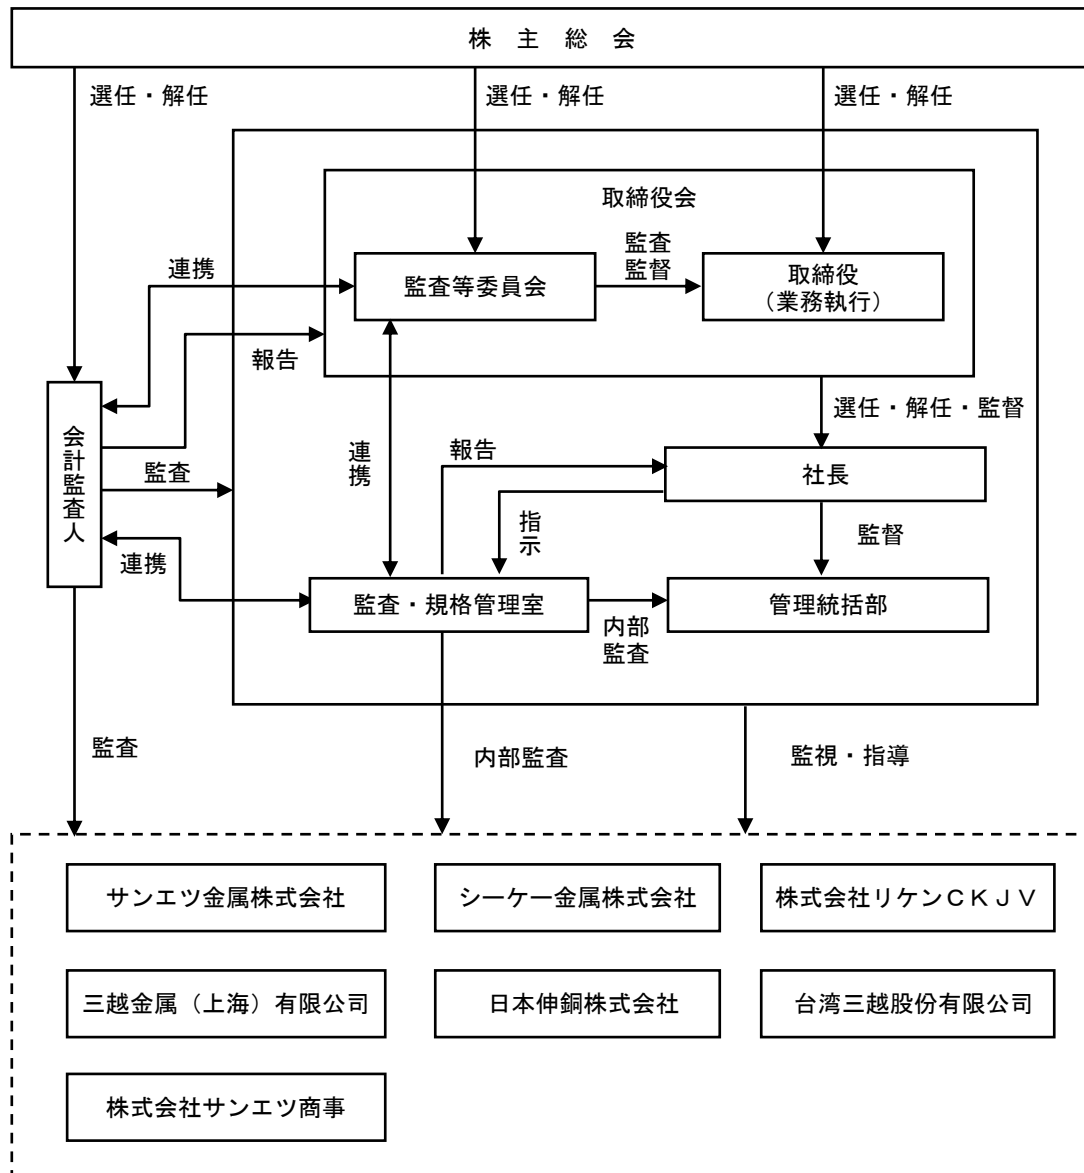 株 主 総 会
選任・解任
選任・解任
選任・解任
取締役会
監査
監督
連携
監査等委員会
取締役
(業務執行)
報告
選任・解任・監督
会計監査人
連携
報告
監査
社長
指示
監督
連携
監査・規格管理室
管理統括部
内部
監査
監査
内部監査
監視・指導
サンエツ金属株式会社
シーケー金属株式会社
株式会社リケンCKJV
三越金属(上海)有限公司
日本伸銅株式会社
台湾三越股份有限公司
株式会社サンエツ商事